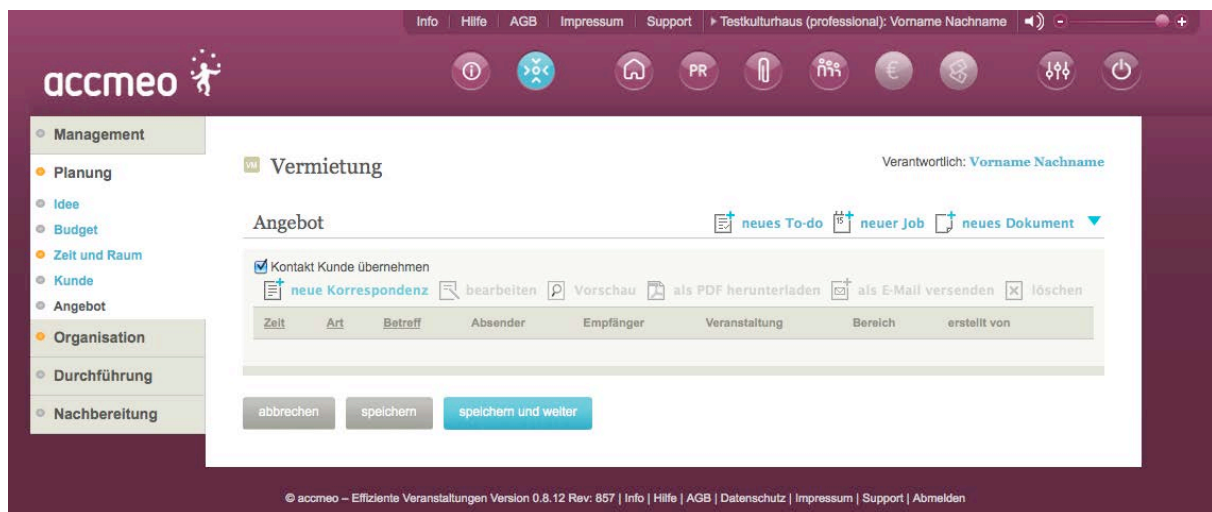 Info Hilfe AGB Impressum Support Testkulturhaus (professional): Vorname Nachname
accmeo
PR €
Management
Planung
Idee
Budget
Zeit und Raum
Kunde
Angebot
Organisation
Durchführung
Nachbereitung
VM Vermietung
Verantwortlich: Vorname Nachname
Angebot
neues To-do 15 neuer Job neues Dokument
Kontakt Kunde übernehmen
neue Korrespondenz bearbeiten Vorschau als PDF herunterladen als E-Mail versenden löschen
Zeit Art Betreff Absender Empfänger Veranstaltung Bereich erstellt von
abbrechen speichern speichern und weiter
© accmeo – Effiziente Veranstaltungen Version 0.8.12 Rev: 857 | Info | Hilfe | AGB | Datenschutz | Impressum | Support | Abmelden